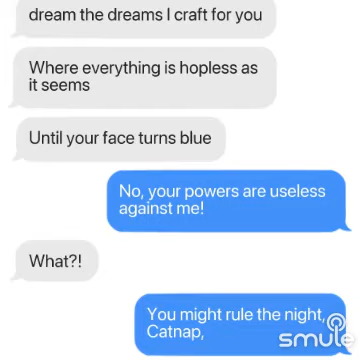 dream the dreams I craft for you
Where everything is hopeless as
it seems
Until your face turns blue
No, your powers are useless
against me!
What?!
You might rule the night,
Catnap,
smule